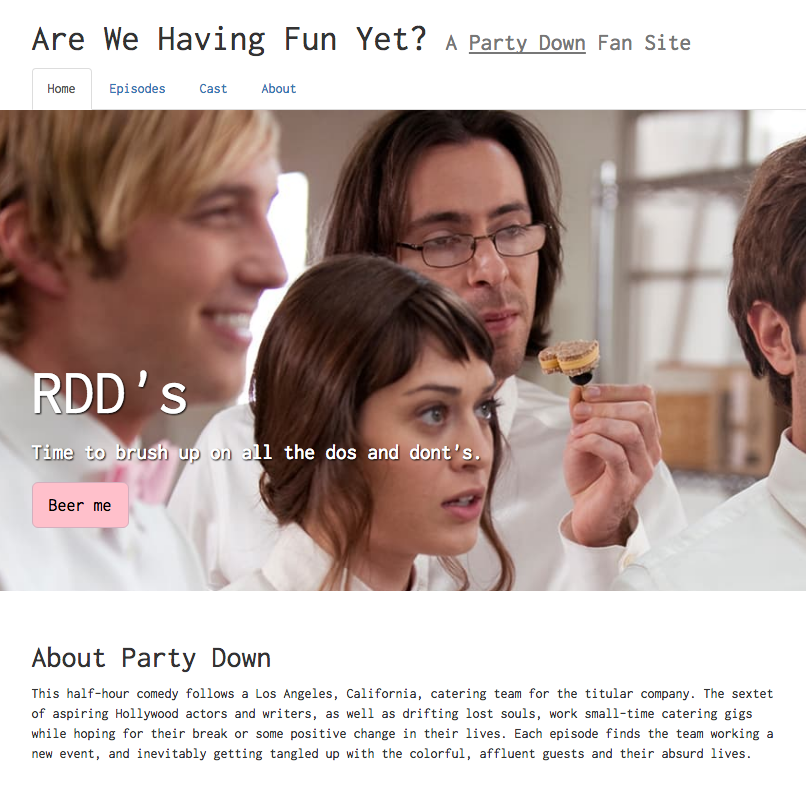 Are We Having Fun Yet? A Party Down Fan Site
Home Episodes Cast About
RDD's
Time to brush up on all the dos and dont's.
Beer me
About Party Down
This half-hour comedy follows a Los Angeles, California, catering team for the titular company. The sextet
of aspiring Hollywood actors and writers, as well as drifting lost souls, work small-time catering gigs
while hoping for their break or some positive change in their lives. Each episode finds the team working a
new event, and inevitably getting tangled up with the colorful, affluent guests and their absurd lives.